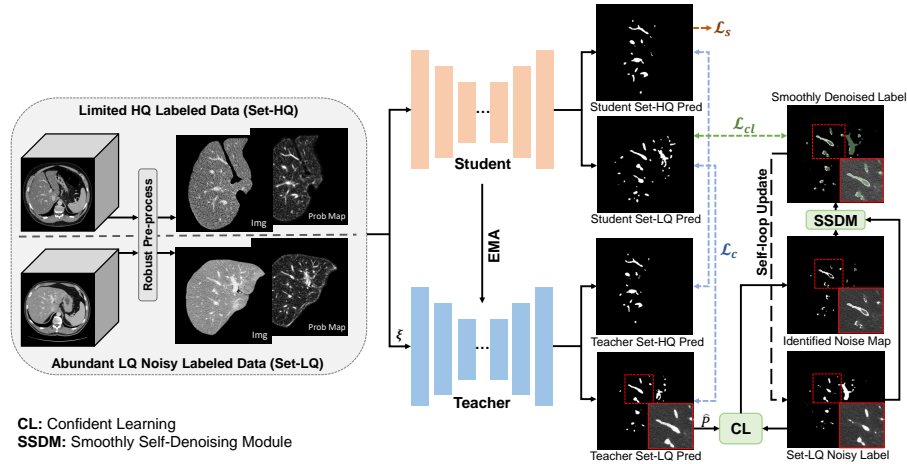 Limited HQ Labeled Data (Set-HQ)
Robust Pre-process
Img
Prob Map
Img
Prob Map
Abundant LQ Noisy Labeled Data (Set-LQ)
CL: Confident Learning
SSDM: Smoothly Self-Denoising Module
...
Student
EMA
ξ
...
Teacher
ℒs
Student Set-HQ Pred
Student Set-LQ Pred
ℒc
Teacher Set-HQ Pred
Teacher Set-LQ Pred
P̂
CL
ℒcl
Smoothly Denoised Label
SSDM
Self-loop Update
Identified Noise Map
Set-LQ Noisy Label